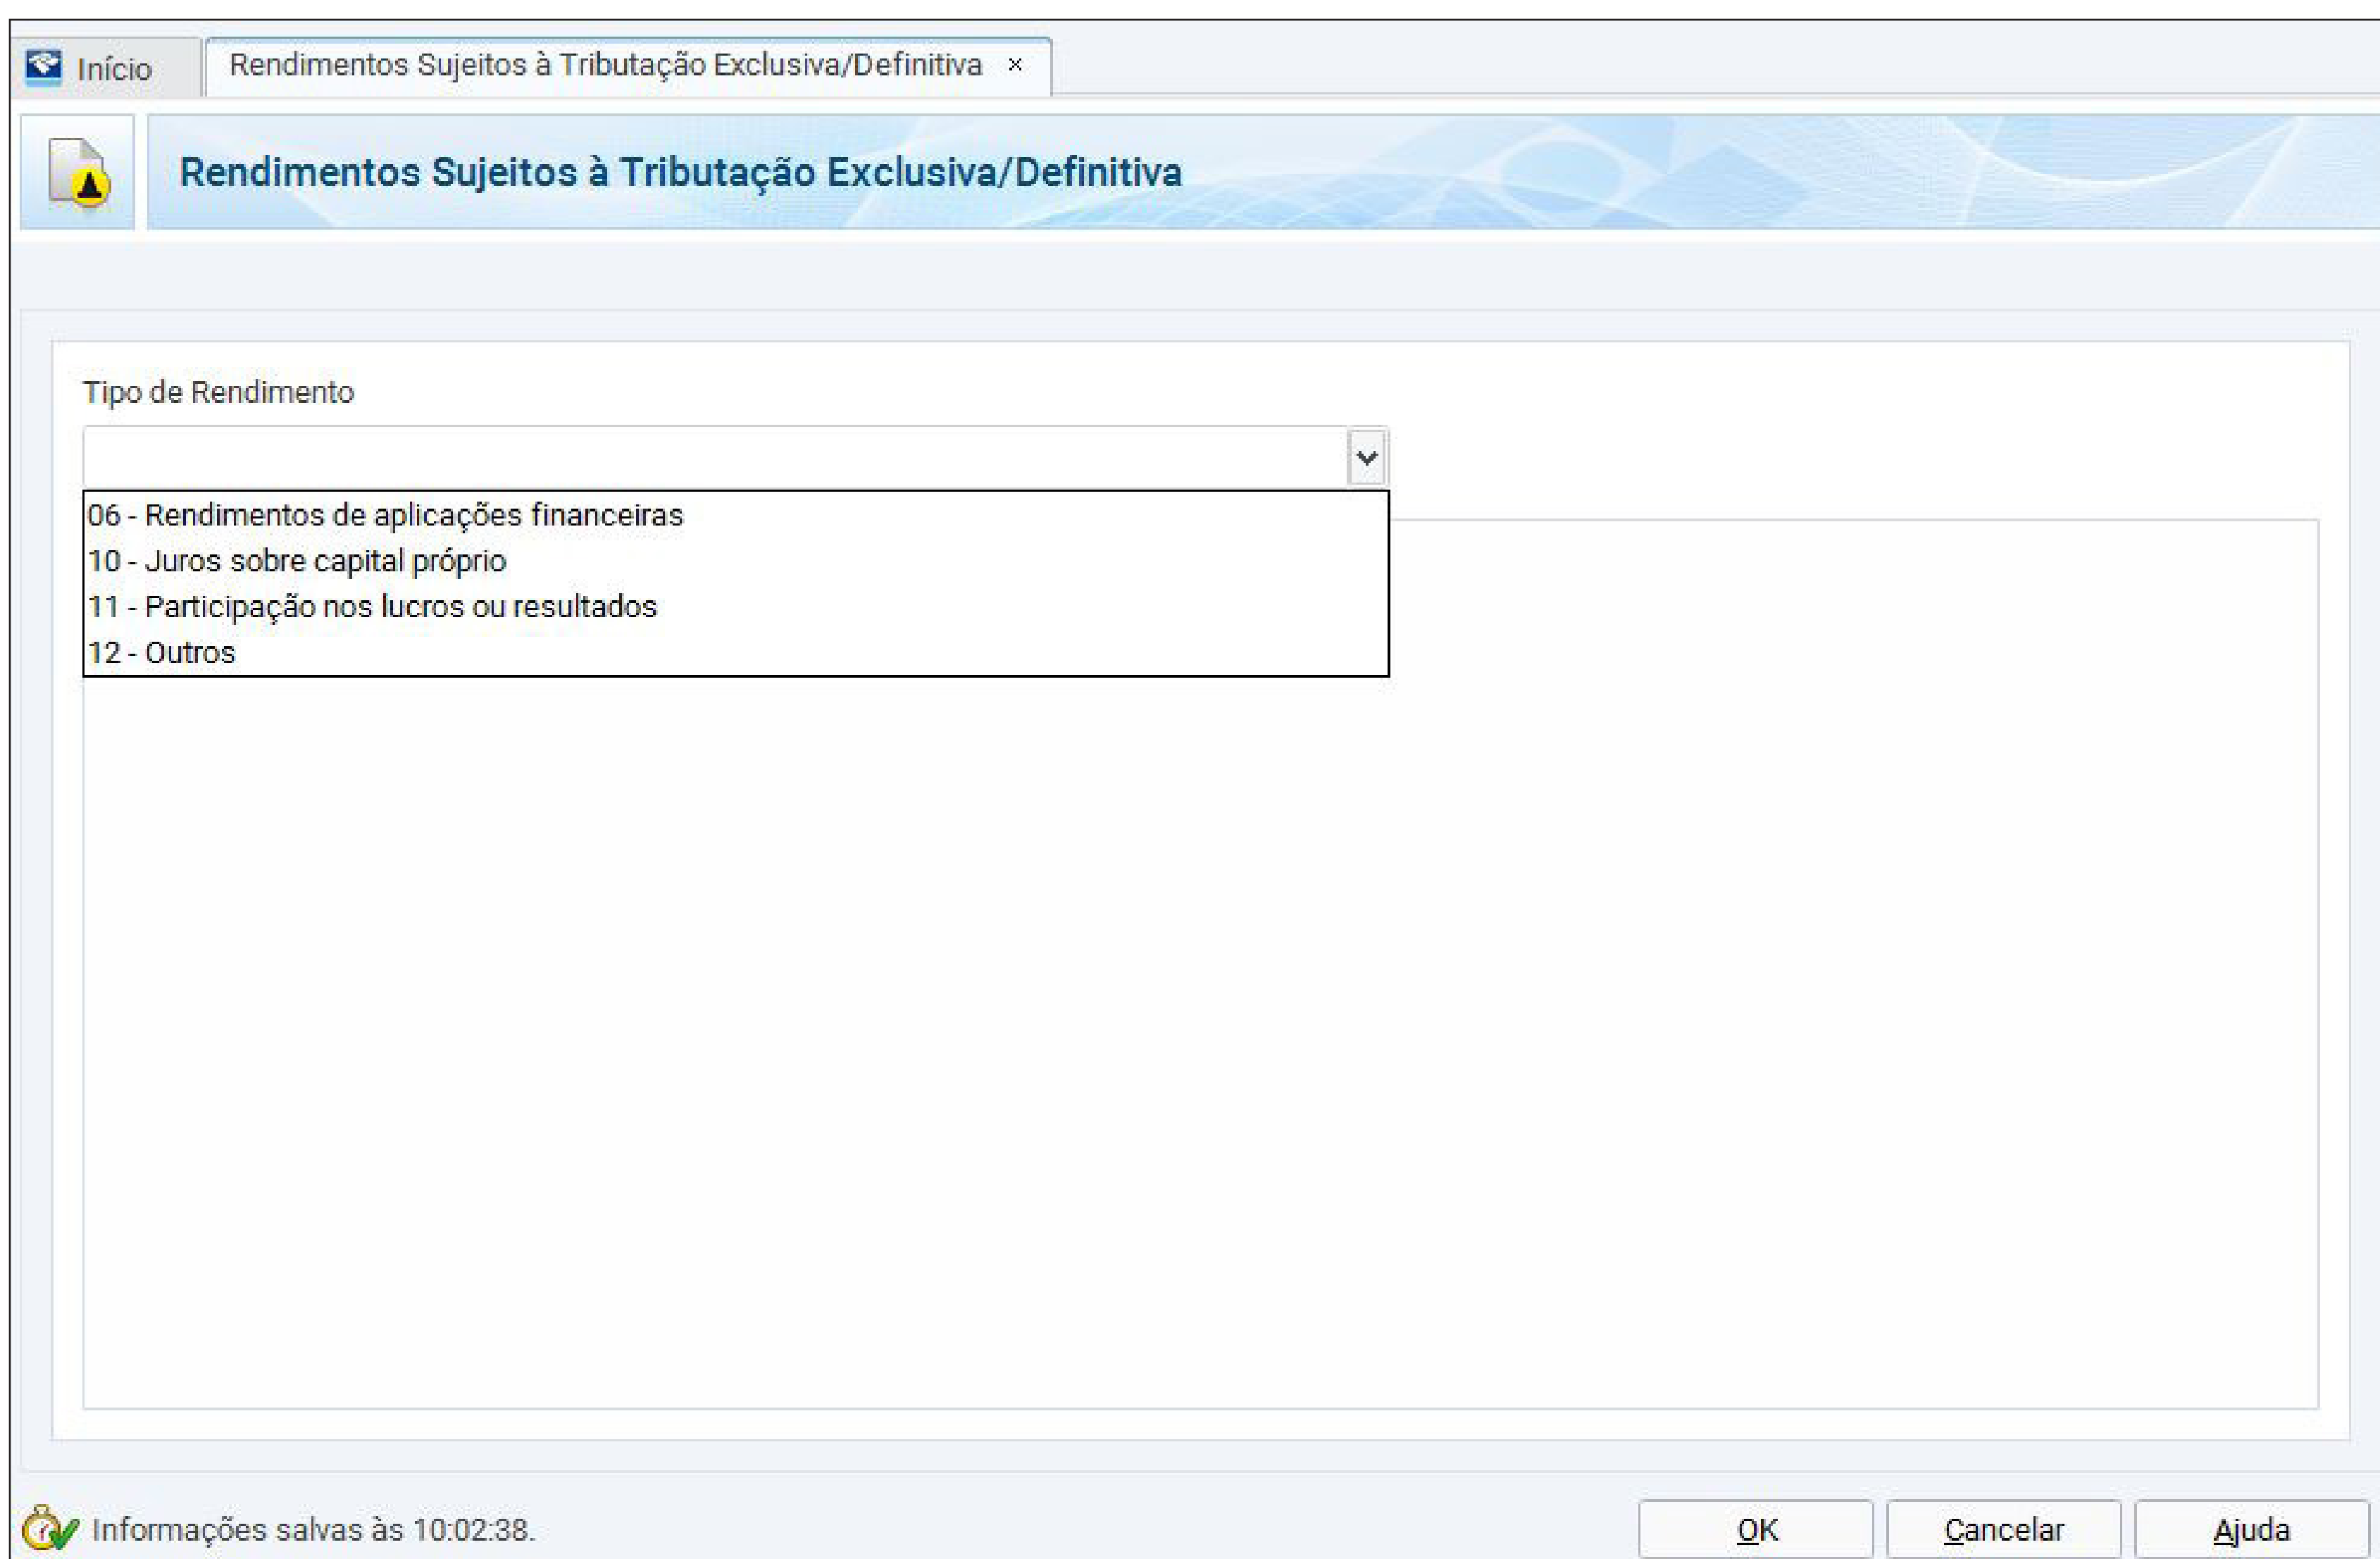 Início
Rendimentos Sujeitos à Tributação Exclusiva/Definitiva ×
Rendimentos Sujeitos à Tributação Exclusiva/Definitiva
Tipo de Rendimento
06 - Rendimentos de aplicações financeiras
10 - Juros sobre capital próprio
11 - Participação nos lucros ou resultados
12 - Outros
Informações salvas às 10:02:38.
OK
Cancelar
Ajuda